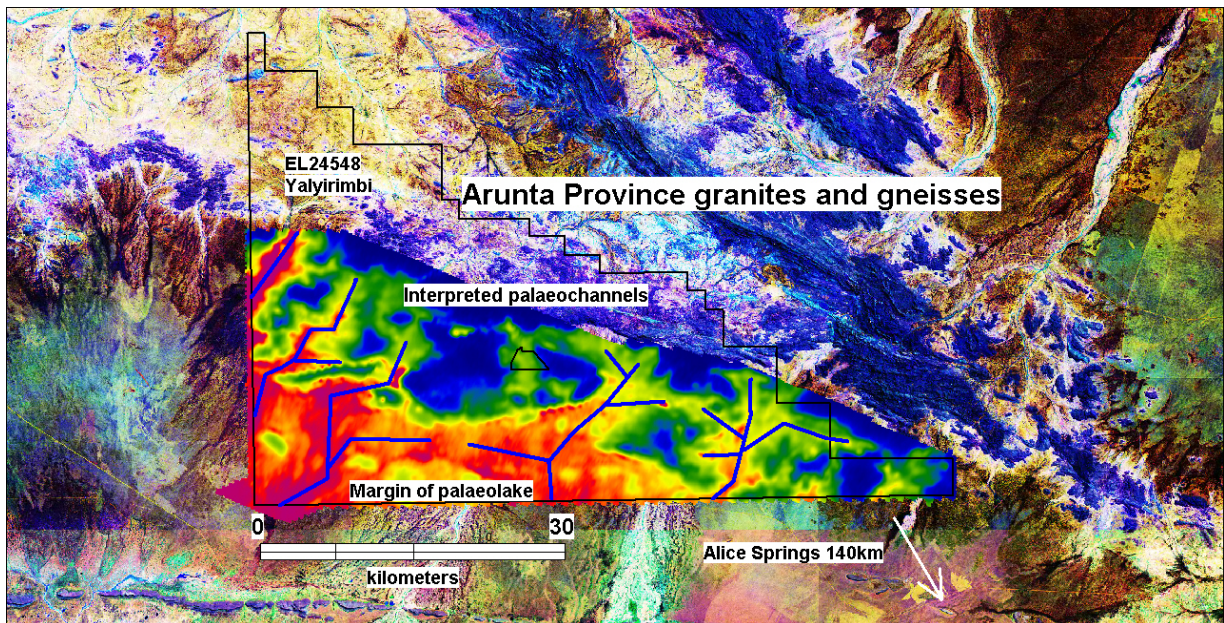 EL24548
Yalyirimbi
Arunta Province granites and gneisses
Interpreted palaeochannels
Margin of palaeolake
0
30
kilometers
Alice Springs 140km